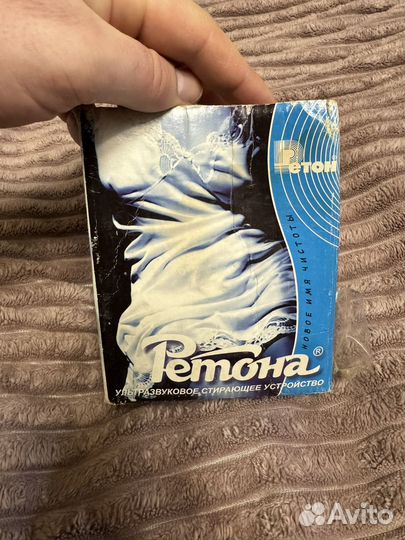 Ретон
НОВОЕ ИМЯ ЧИСТОТЫ
Ретона®
УЛЬТРАЗВУКОВОЕ СТИРАЮЩЕЕ УСТРОЙСТВО
Avito